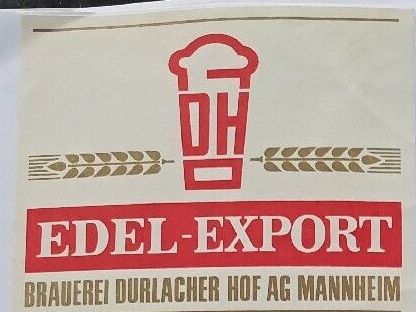 DH
EDEL-EXPORT
BRAUEREI DURLACHER HOF AG MANNHEIM